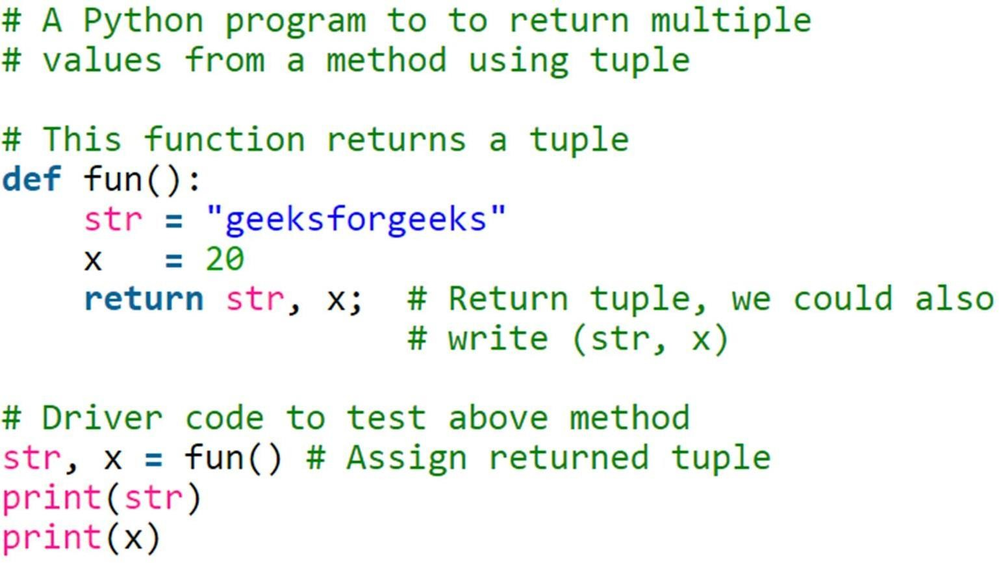 # A Python program to to return multiple
# values from a method using tuple
# This function returns a tuple
def fun():
    str = "geeksforgeeks"
    x   = 20
    return str, x;  # Return tuple, we could also
                    # write (str, x)
# Driver code to test above method
str, x = fun() # Assign returned tuple
print(str)
print(x)